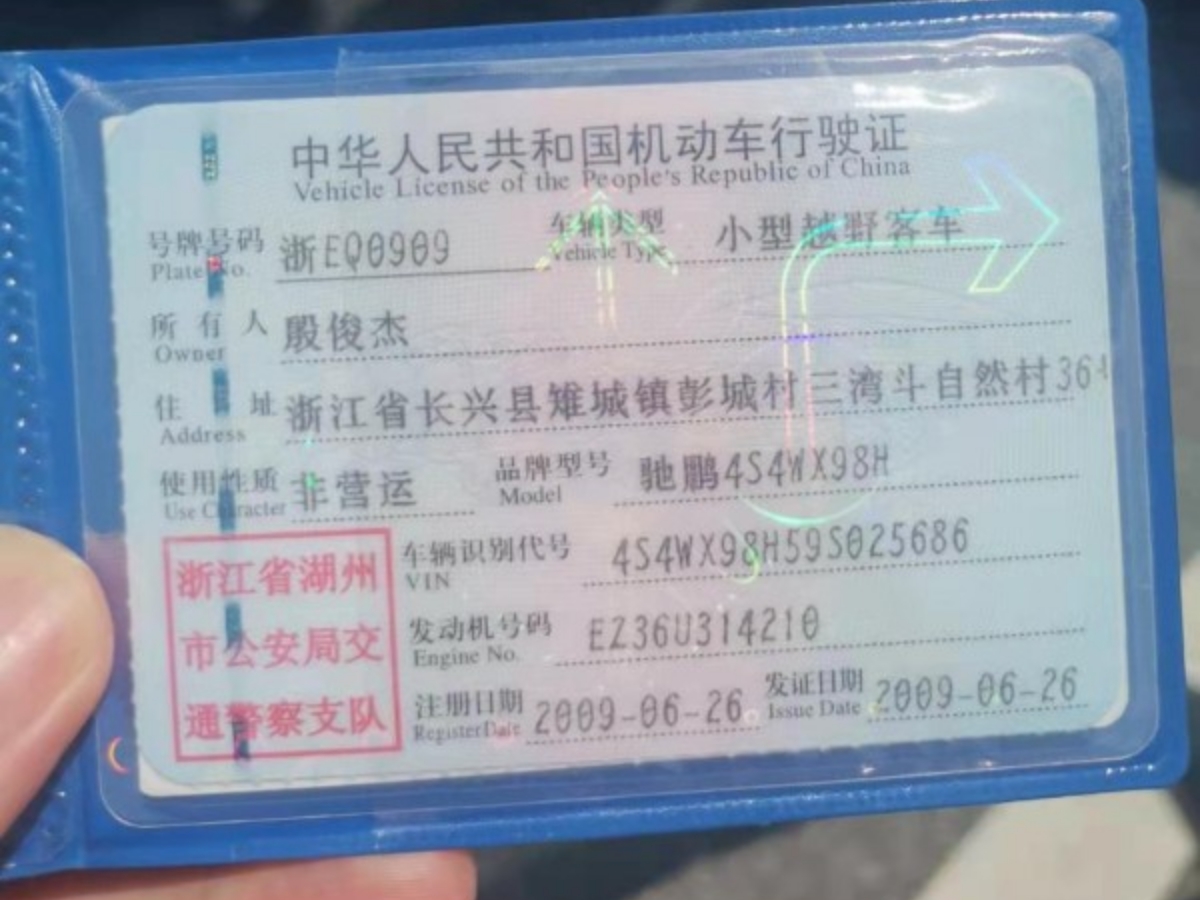 中华人民共和国机动车行驶证
Vehicle License of the People's Republic of China
号牌号码 浙EQ0909 车辆类型 小型越野客车
Plate No. Vehicle Type
所有人 殷俊杰
Owner
住址 浙江省长兴县雉城镇彭城村三湾斗自然村36
Address
使用性质 非营运 品牌型号 驰鹏4S4WX98H
Use Character Model
浙江省湖州
市公安局交
通警察支队
车辆识别代号 4S4WX98H59S025686
VIN
发动机号码 EZ36U314210
Engine No.
注册日期 2009-06-26 发证日期 2009-06-26
RegisterDate Issue Date